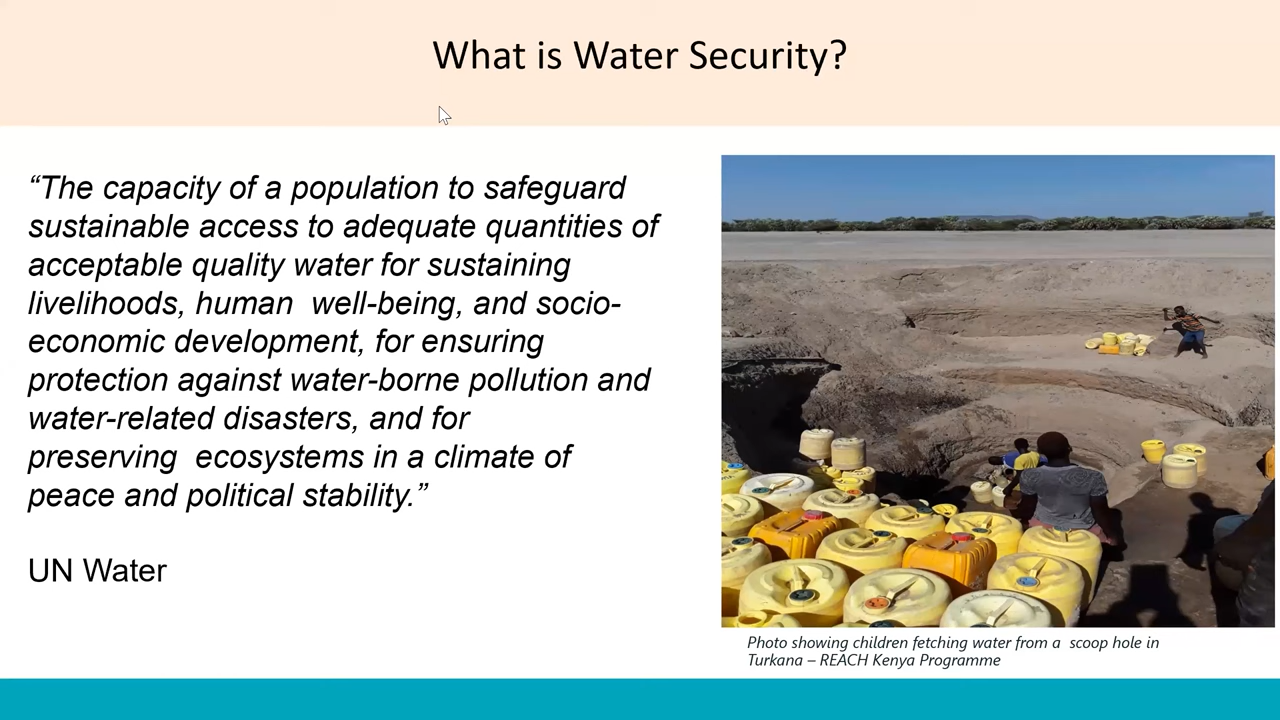 What is Water Security?
“The capacity of a population to safeguard
sustainable access to adequate quantities of
acceptable quality water for sustaining
livelihoods, human  well-being, and socio-
economic development, for ensuring
protection against water-borne pollution and
water-related disasters, and for
preserving  ecosystems in a climate of
peace and political stability.”
UN Water
Photo showing children fetching water from a  scoop hole in
Turkana – REACH Kenya Programme